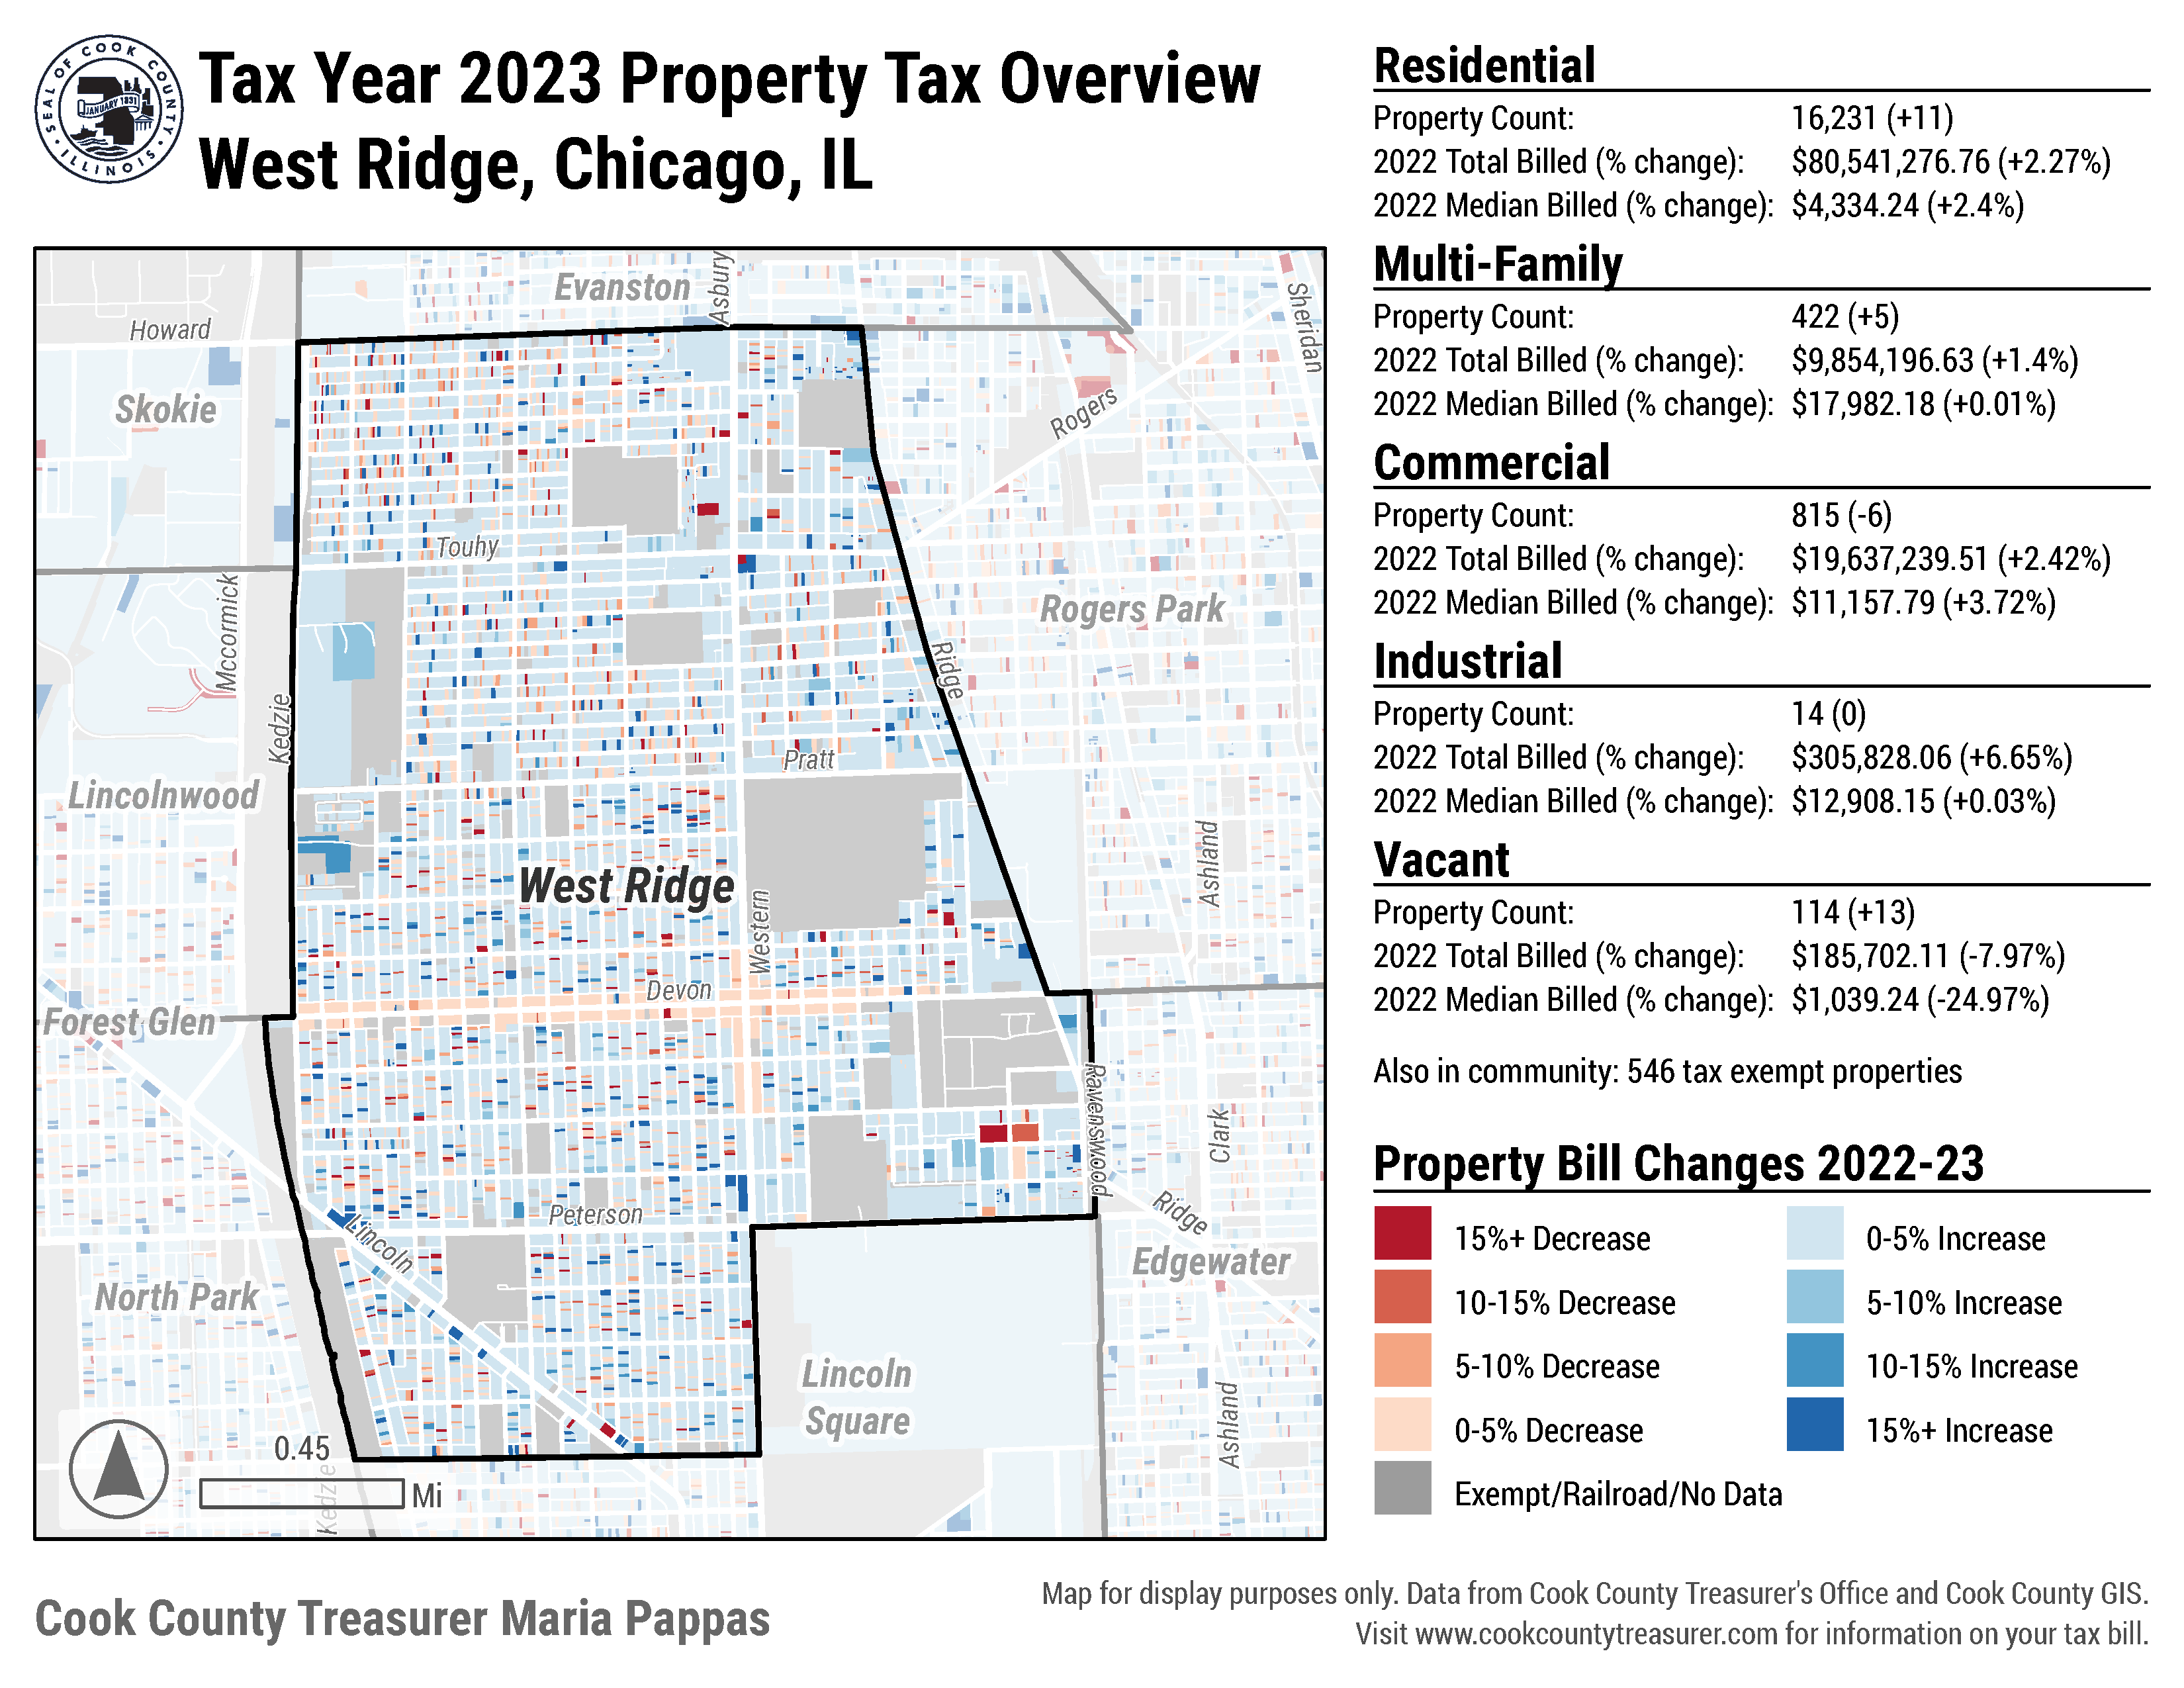 SEAL OF COOK COUNTY
JANUARY 1831
• ILLINOIS •
Tax Year 2023 Property Tax Overview
West Ridge, Chicago, IL
Evanston
Asbury
Sheridan
Howard
Skokie
Rogers
Touhy
Mccormick
Rogers Park
Ridge
Kedzie
Pratt
Lincolnwood
Ashland
West Ridge
Western
Devon
Forest Glen
Ravenswood
Clark
Peterson
Lincoln
Ridge
Edgewater
North Park
Lincoln
Square
Ashland
0.45
Mi
Kedzie
Residential
Property Count: 16,231 (+11)
2022 Total Billed (% change): $80,541,276.76 (+2.27%)
2022 Median Billed (% change): $4,334.24 (+2.4%)
Multi-Family
Property Count: 422 (+5)
2022 Total Billed (% change): $9,854,196.63 (+1.4%)
2022 Median Billed (% change): $17,982.18 (+0.01%)
Commercial
Property Count: 815 (-6)
2022 Total Billed (% change): $19,637,239.51 (+2.42%)
2022 Median Billed (% change): $11,157.79 (+3.72%)
Industrial
Property Count: 14 (0)
2022 Total Billed (% change): $305,828.06 (+6.65%)
2022 Median Billed (% change): $12,908.15 (+0.03%)
Vacant
Property Count: 114 (+13)
2022 Total Billed (% change): $185,702.11 (-7.97%)
2022 Median Billed (% change): $1,039.24 (-24.97%)
Also in community: 546 tax exempt properties
Property Bill Changes 2022-23
15%+ Decrease
10-15% Decrease
5-10% Decrease
0-5% Decrease
Exempt/Railroad/No Data
0-5% Increase
5-10% Increase
10-15% Increase
15%+ Increase
Cook County Treasurer Maria Pappas
Map for display purposes only. Data from Cook County Treasurer's Office and Cook County GIS.
Visit www.cookcountytreasurer.com for information on your tax bill.